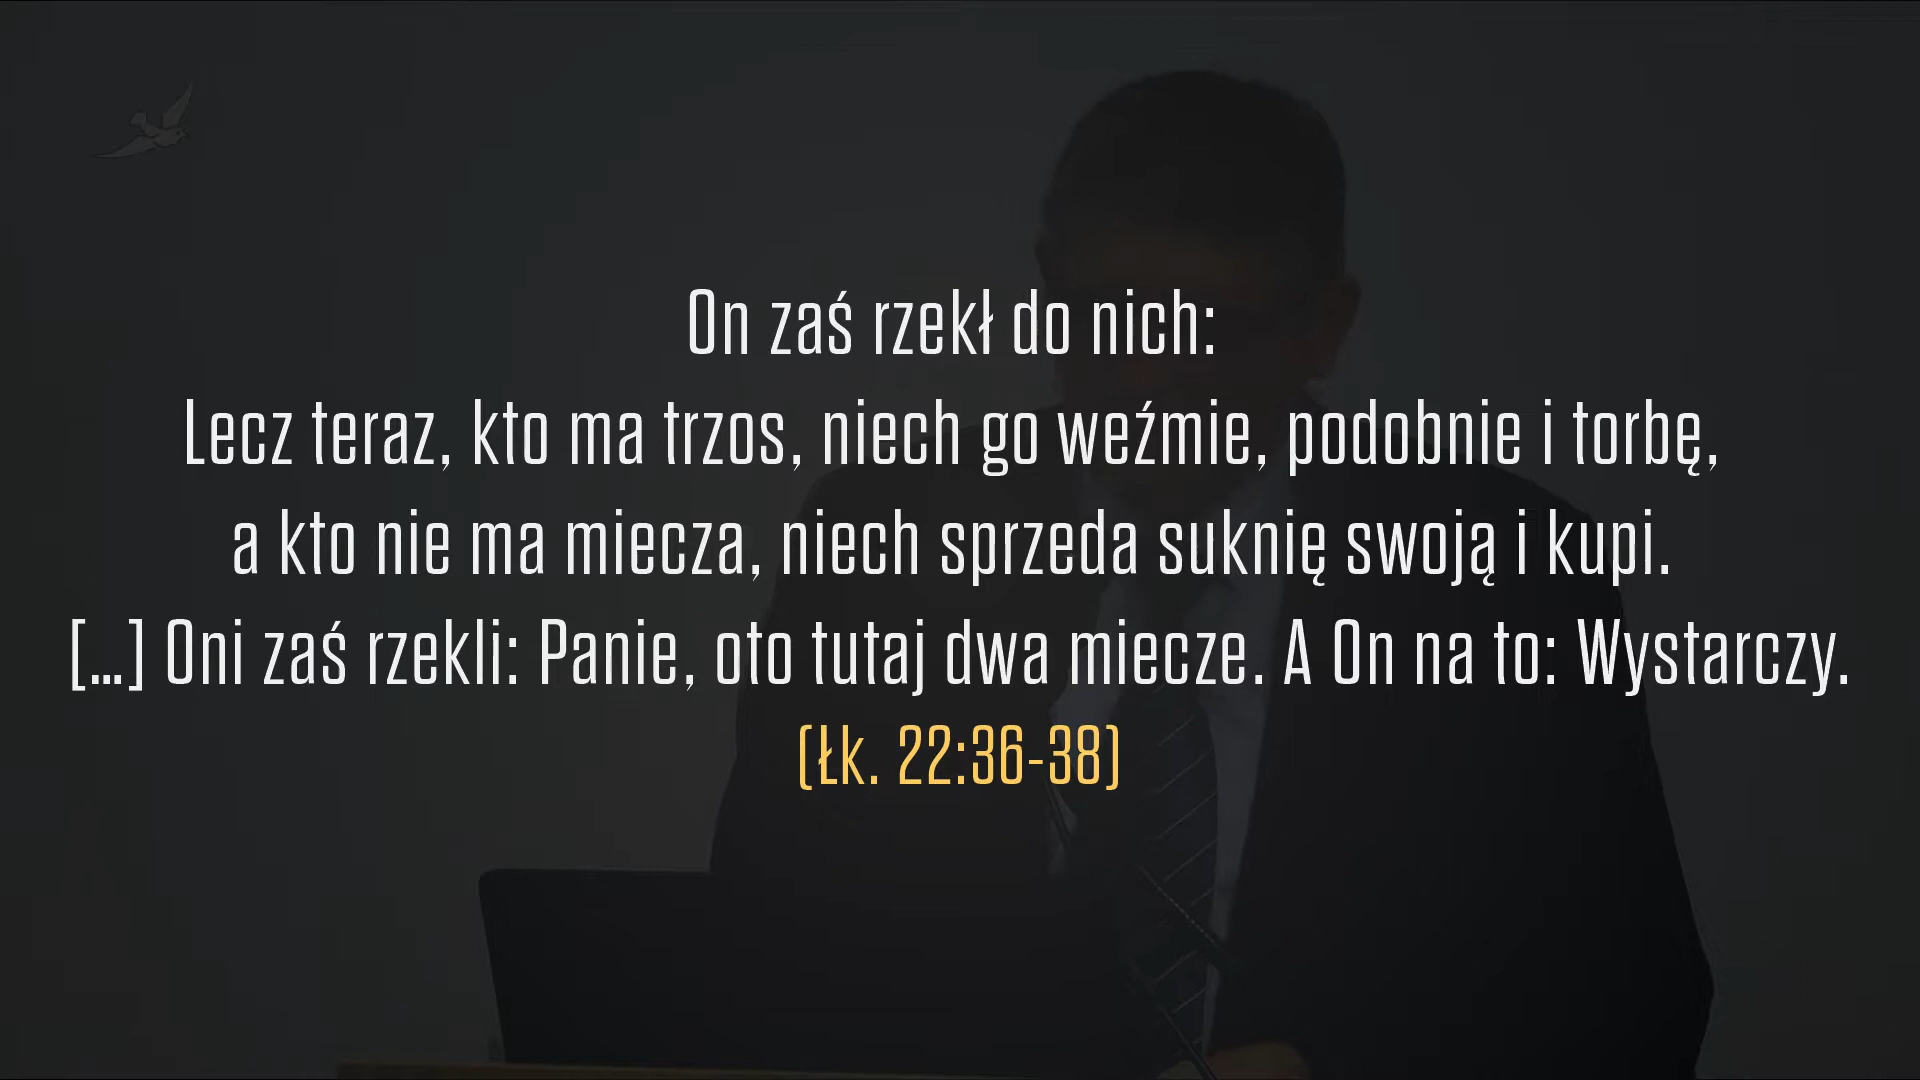 On zaś rzekł do nich:
Lecz teraz, kto ma trzos, niech go weźmie, podobnie i torbę,
a kto nie ma miecza, niech sprzeda suknię swoją i kupi.
[...] Oni zaś rzekli: Panie, oto tutaj dwa miecze. A On na to: Wystarczy.
(Łk. 22:36-38)